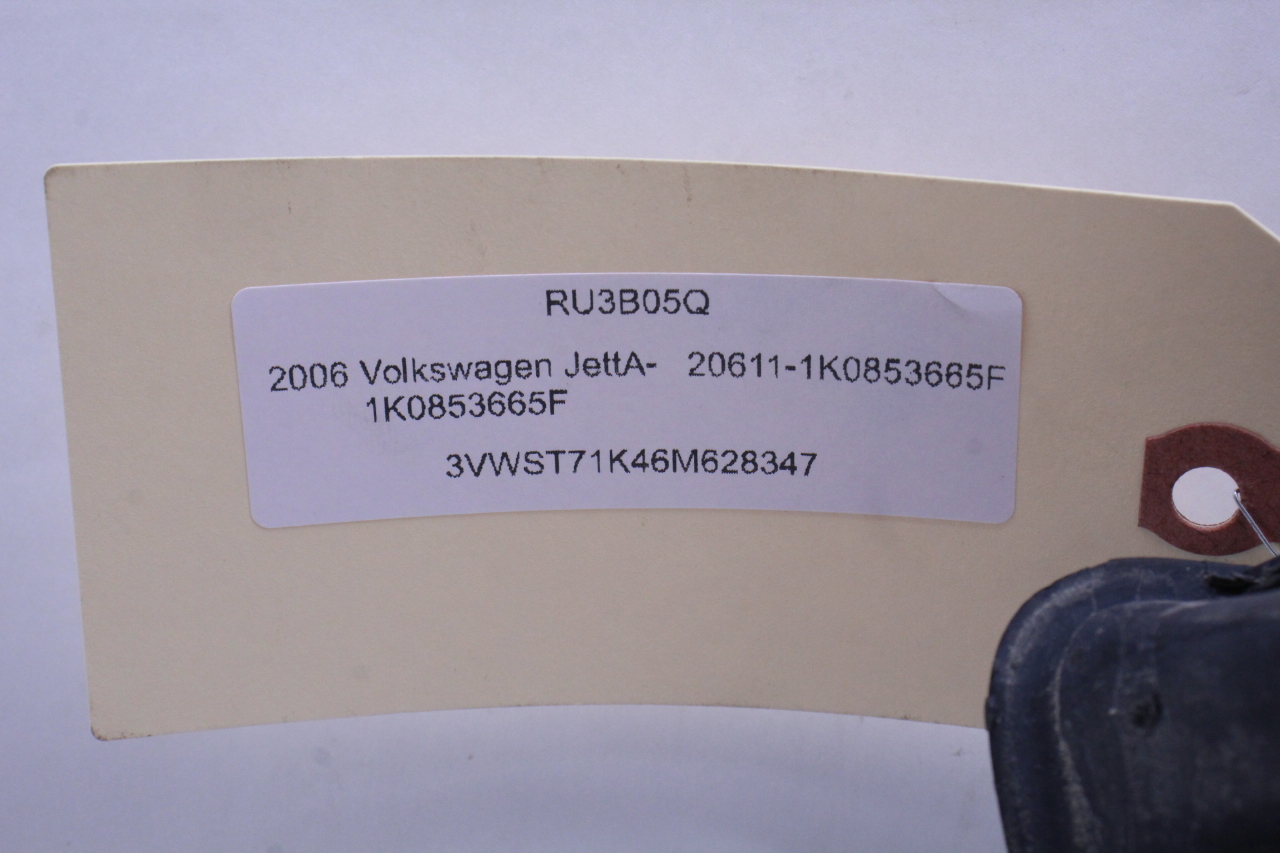 RU3B05Q
2006 Volkswagen JettA- 20611-1K0853665F
1K0853665F
3VWST71K46M628347